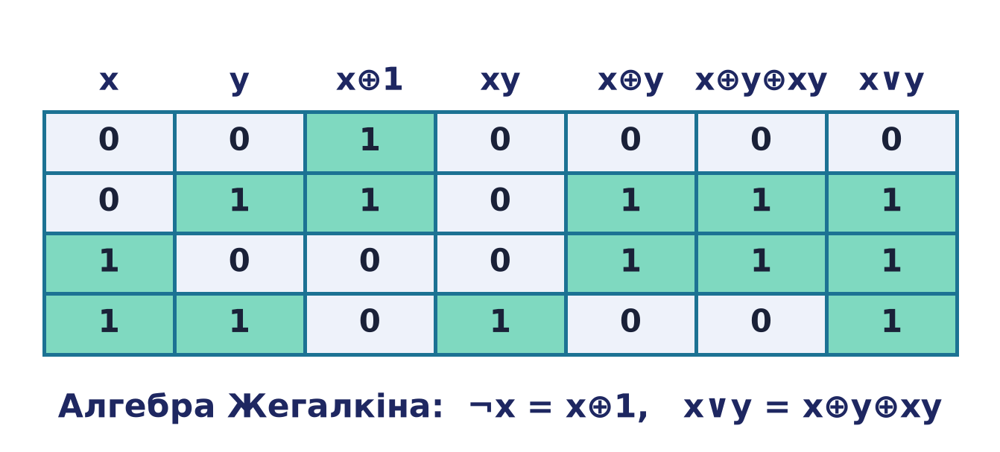 x y x⊕1 xy x⊕y x⊕y⊕xy x∨y
0 0 1 0 0 0 0
0 1 1 0 1 1 1
1 0 0 0 1 1 1
1 1 0 1 0 0 1
Алгебра Жегалкіна: ¬x = x⊕1, x∨y = x⊕y⊕xy